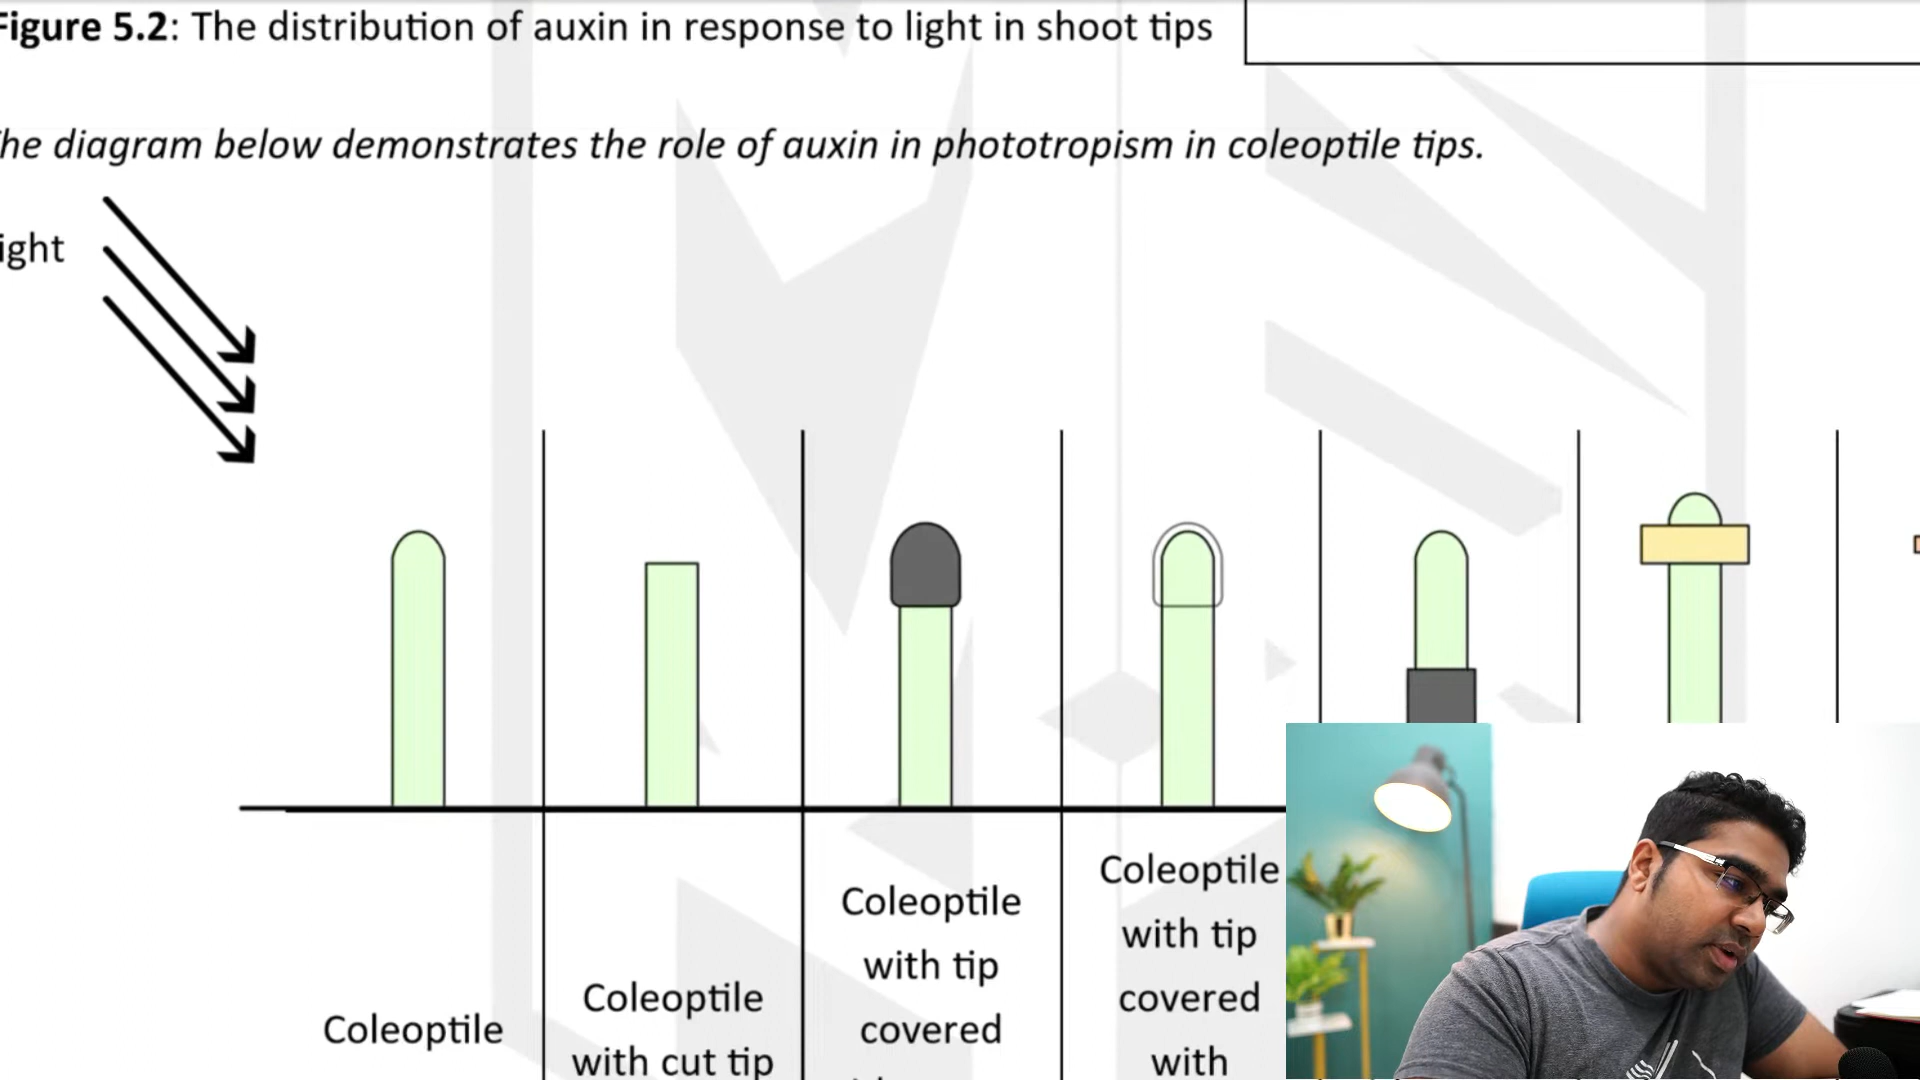 Figure 5.2: The distribution of auxin in response to light in shoot tips
he diagram below demonstrates the role of auxin in phototropism in coleoptile tips.
ight
Coleoptile
Coleoptile
with cut tip
Coleoptile
with tip
covered
Coleoptile
with tip
covered
with